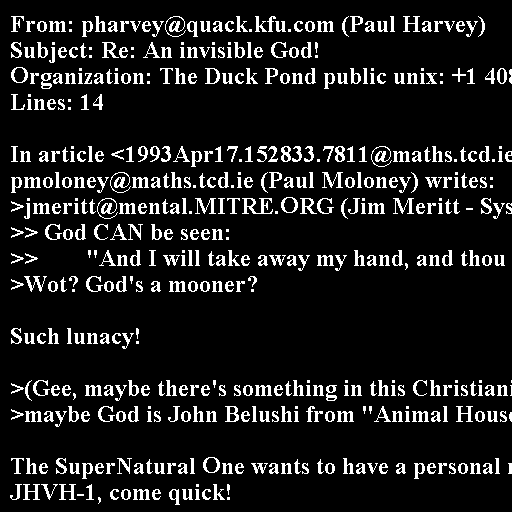 From: pharvey@quack.kfu.com (Paul Harvey)
Subject: Re: An invisible God!
Organization: The Duck Pond public unix: +1 408
Lines: 14
In article <1993Apr17.152833.7811@maths.tcd.ie
pmoloney@maths.tcd.ie (Paul Moloney) writes:
>jmeritt@mental.MITRE.ORG (Jim Meritt - Sys
>> God CAN be seen:
>> "And I will take away my hand, and thou
>Wot? God's a mooner?
Such lunacy!
>(Gee, maybe there's something in this Christiani
>maybe God is John Belushi from "Animal House
The SuperNatural One wants to have a personal r
JHVH-1, come quick!